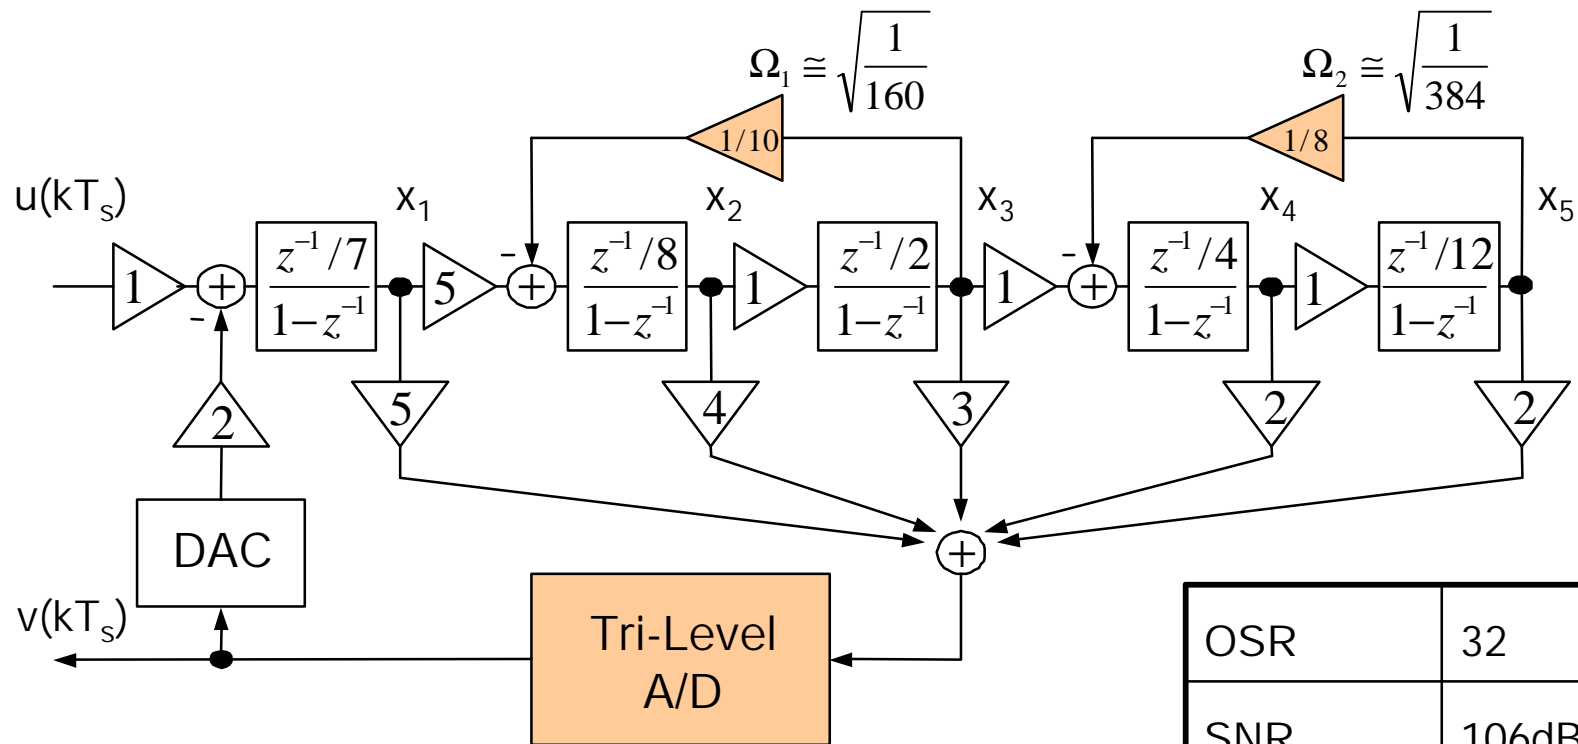 Ω₁ ≅ √(1/160)
Ω₂ ≅ √(1/384)
1/10
1/8
u(kTₛ)
x₁
x₂
x₃
x₄
x₅
1
+
-
z⁻¹/7
1−z⁻¹
5
-
+
z⁻¹/8
1−z⁻¹
1
z⁻¹/2
1−z⁻¹
1
-
+
z⁻¹/4
1−z⁻¹
1
z⁻¹/12
1−z⁻¹
2
5
4
3
2
2
DAC
+
v(kTₛ)
Tri-Level
A/D
OSR 32
SNR 106dB